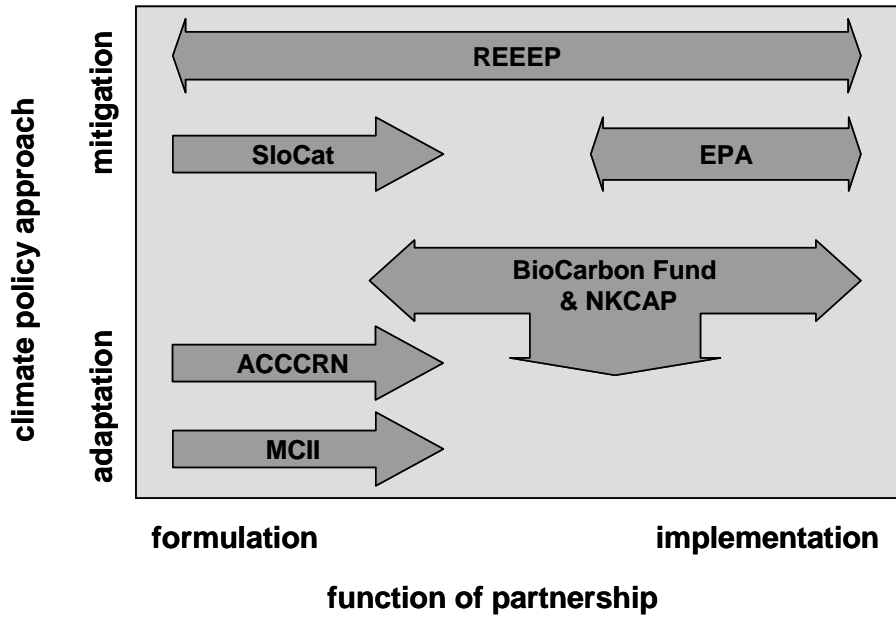 climate policy approach
mitigation
adaptation
REEEP
SloCat
EPA
BioCarbon Fund
& NKCAP
ACCCRN
MCII
formulation
implementation
function of partnership